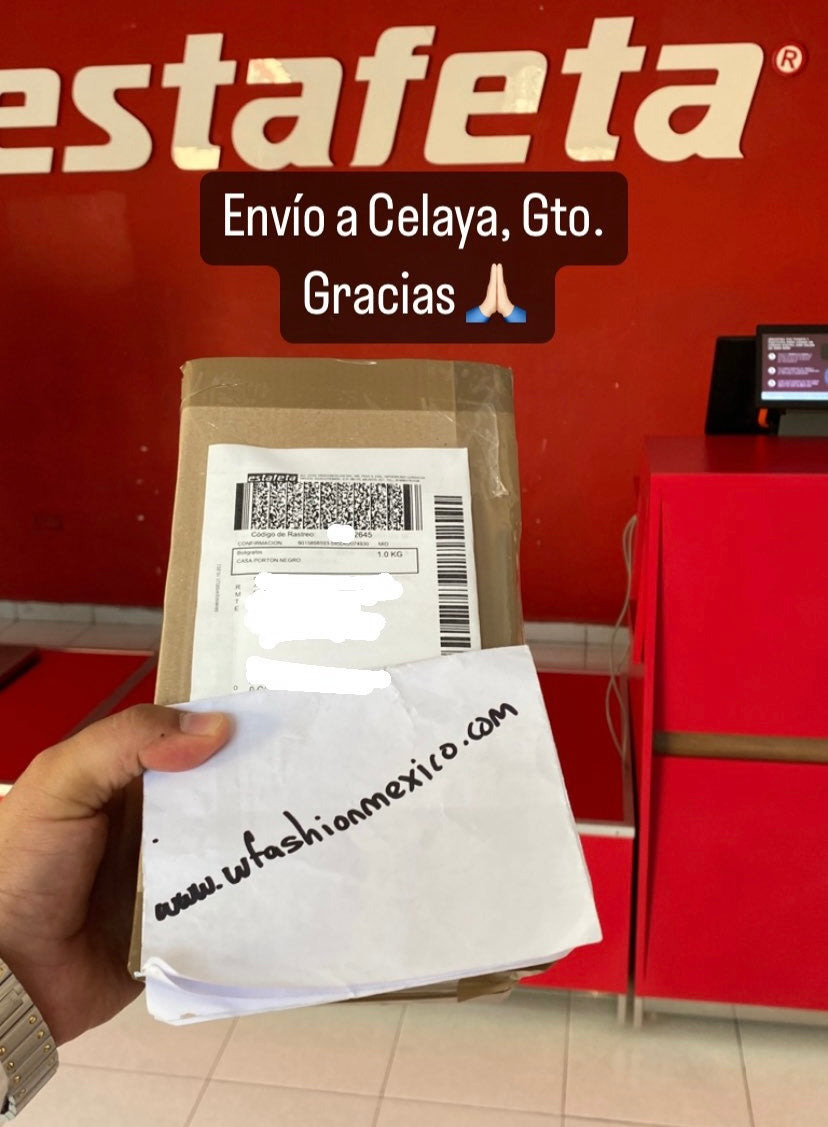 estafeta®
Envío a Celaya, Gto.
Gracias 🙏🏻
estafeta
Código de Rastreo: 2645
CONFIRMACION:
Bolígrafos 1.0 KG
CASA PORTON NEGRO
www.wfashionmexico.com